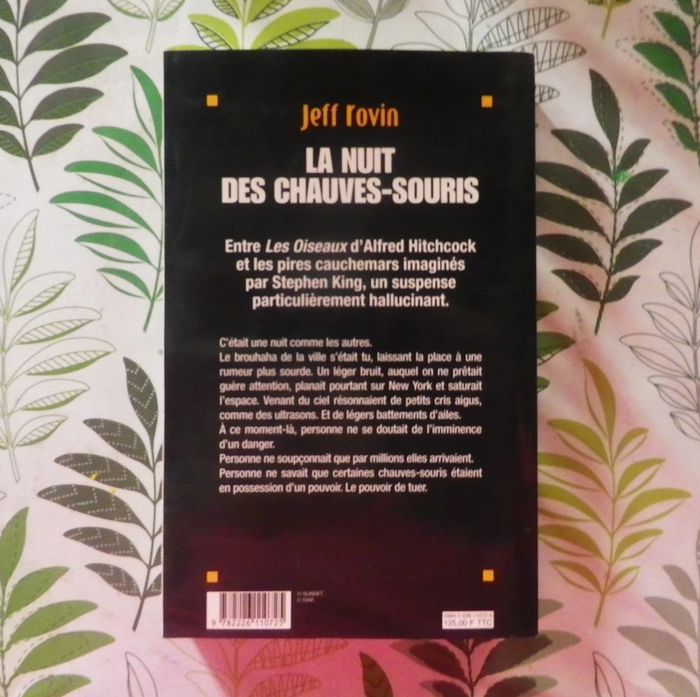 Jeff Rovin
LA NUIT
DES CHAUVES-SOURIS
Entre Les Oiseaux d'Alfred Hitchcock
et les pires cauchemars imaginés
par Stephen King, un suspense
particulièrement hallucinant.
C'était une nuit comme les autres.
Le brouhaha de la ville s'était tu, laissant la place à une
rumeur plus sourde. Un léger bruit, auquel on ne prêtait
guère attention, planait pourtant sur New York et saturait
l'espace. Venant du ciel résonnaient de petits cris aigus,
comme des ultrasons. Et de légers battements d'ailes.
À ce moment-là, personne ne se doutait de l'imminence
d'un danger.
Personne ne soupçonnait que par millions elles arrivaient.
Personne ne savait que certaines chauves-souris étaient
en possession d'un pouvoir. Le pouvoir de tuer.
© SUNSET
9 782226 110725
125,00 F TTC